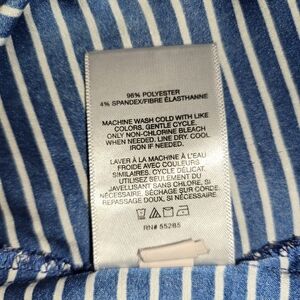 96% POLYESTER
4% SPANDEX/FIBRE ÉLASTHANNE
MACHINE WASH COLD WITH LIKE
COLORS. GENTLE CYCLE.
ONLY NON-CHLORINE BLEACH
WHEN NEEDED. LINE DRY. COOL
IRON IF NEEDED.
LAVER À LA MACHINE À L'EAU
FROIDE AVEC COULEURS
SIMILAIRES. CYCLE DÉLICAT.
UTILISER SEULEMENT DU
JAVELLISANT SANS CHLORE, SI
NÉCESSAIRE. SÉCHAGE SUR CORDE.
REPASSAGE DOUX, SI NÉCESSAIRE.
RN# 55285